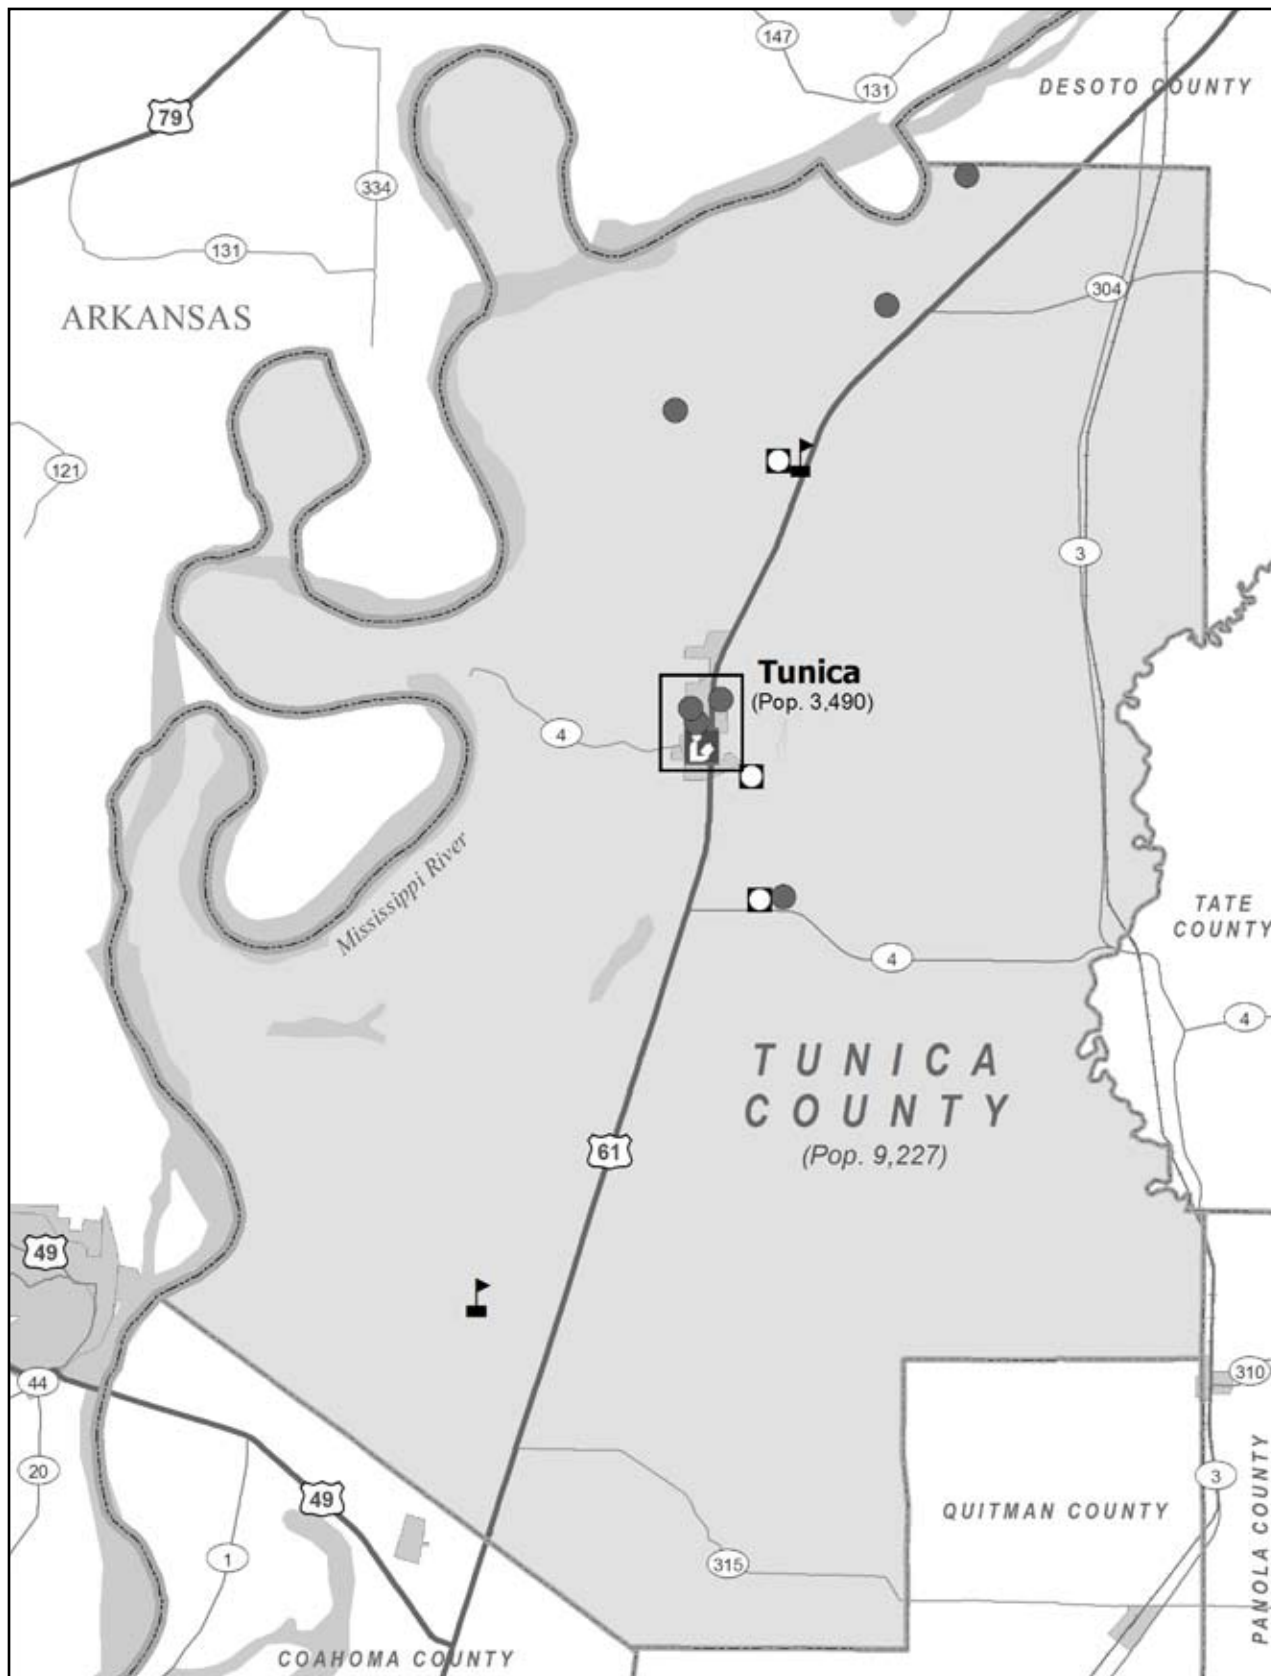 147
131
DESOTO COUNTY
79
334
131
304
ARKANSAS
121
3
Tunica
(Pop. 3,490)
4
Mississippi River
TATE
COUNTY
4
4
TUNICA
COUNTY
(Pop. 9,227)
61
49
44
310
20
49
3
QUITMAN COUNTY
PANOLA COUNTY
1
315
COAHOMA COUNTY